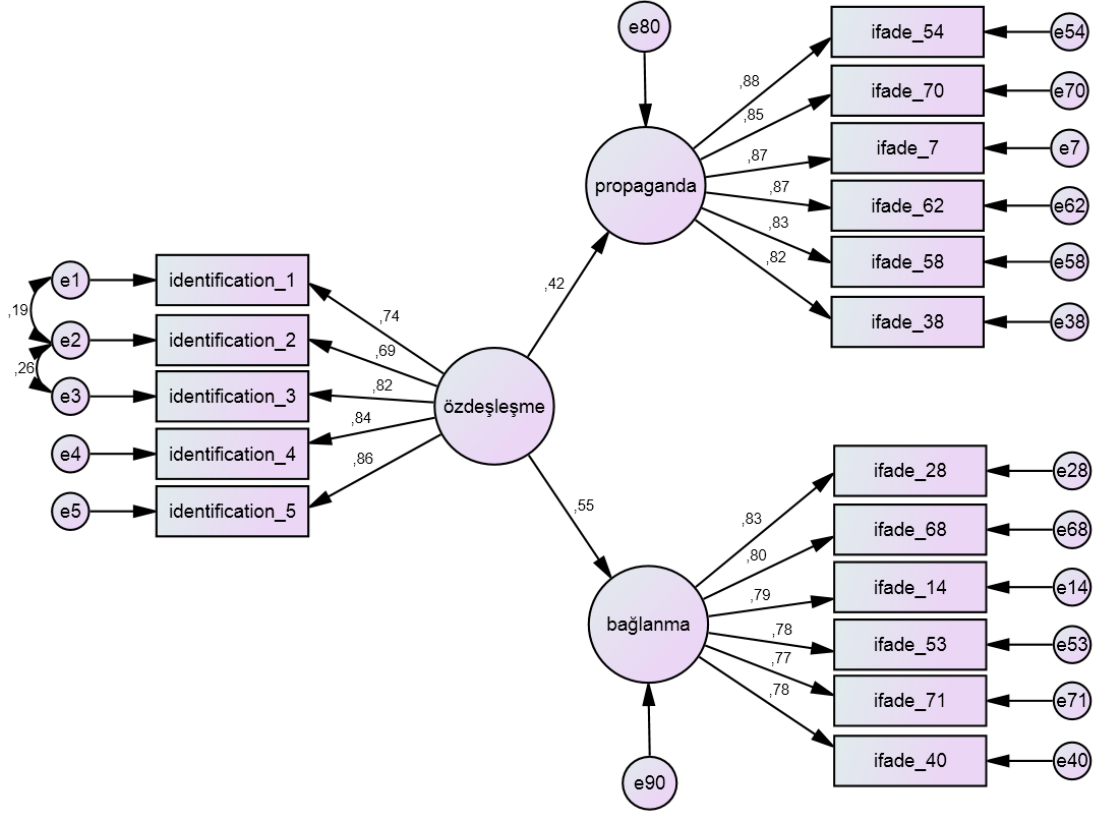 e80
ifade_54
e54
,88
ifade_70
e70
,85
ifade_7
e7
,87
propaganda
ifade_62
e62
,87
ifade_58
e58
,83
ifade_38
e38
,82
e1
identification_1
,19
e2
identification_2
,26
e3
identification_3
e4
identification_4
e5
identification_5
,74
,69
,82
,84
,86
özdeşleşme
,42
,55
ifade_28
e28
,83
ifade_68
e68
,80
ifade_14
e14
,79
bağlanma
ifade_53
e53
,78
ifade_71
e71
,77
ifade_40
e40
,78
e90